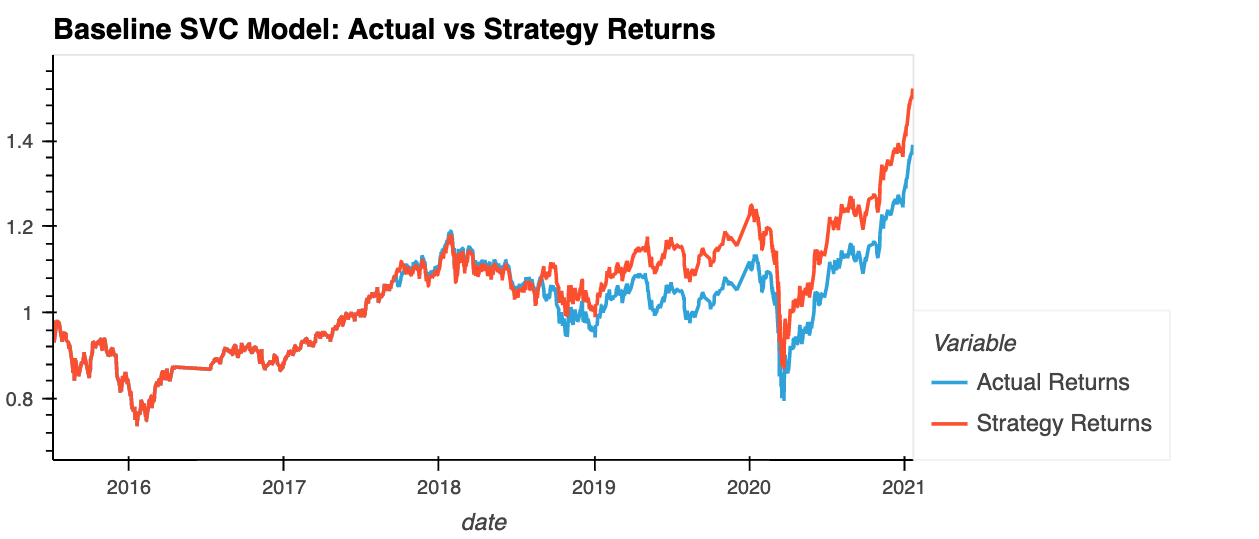 Baseline SVC Model: Actual vs Strategy Returns
1.4
1.2
1
0.8
2016 2017 2018 2019 2020 2021
date
Variable
Actual Returns
Strategy Returns